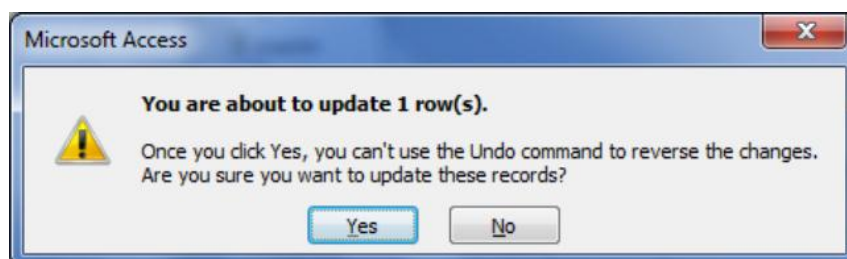 Microsoft Access
You are about to update 1 row(s).
Once you click Yes, you can't use the Undo command to reverse the changes.
Are you sure you want to update these records?
Yes No